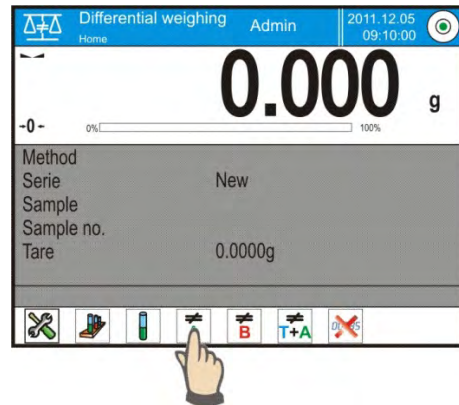 Differential weighing
Home
Admin
2011.12.05
09:10:00
0.000 g
→0←
0%
100%
Method
Serie New
Sample
Sample no.
Tare 0.0000g
≠
≠ B
≠ T+A